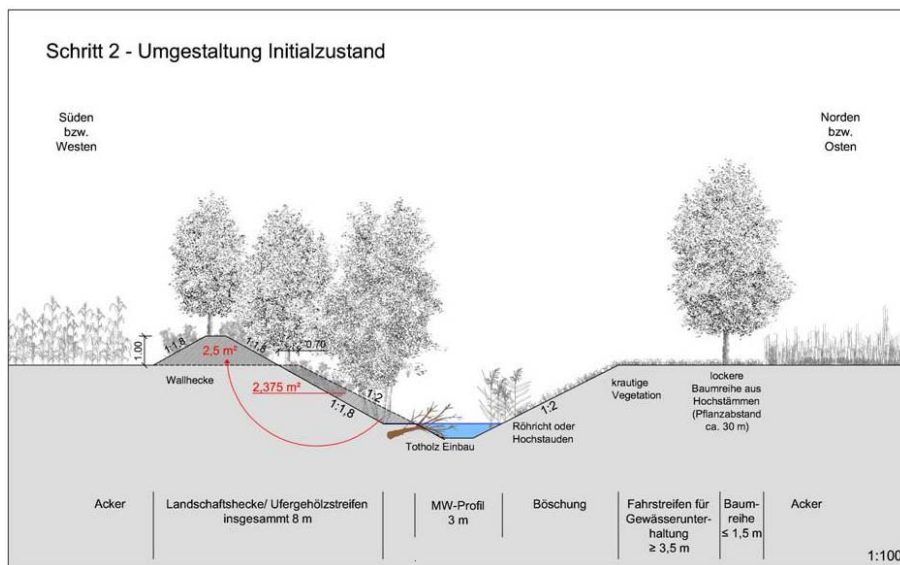 Schritt 2 - Umgestaltung Initialzustand
Süden
bzw.
Westen
Norden
bzw.
Osten
1.00
1:1,8
2,5 m²
1:1,8
0.70
Wallhecke
2,375 m²
1:2
1:1,8
Totholz Einbau
Röhricht oder
Hochstauden
1:2
krautige
Vegetation
lockere
Baumreihe aus
Hochstämmen
(Pflanzabstand
ca. 30 m)
Acker
Landschaftshecke/ Ufergehölzstreifen
insgesammt 8 m
MW-Profil
3 m
Böschung
Fahrstreifen für
Gewässerunter-
haltung
≥ 3,5 m
Baum-
reihe
≤ 1,5 m
Acker
1:100